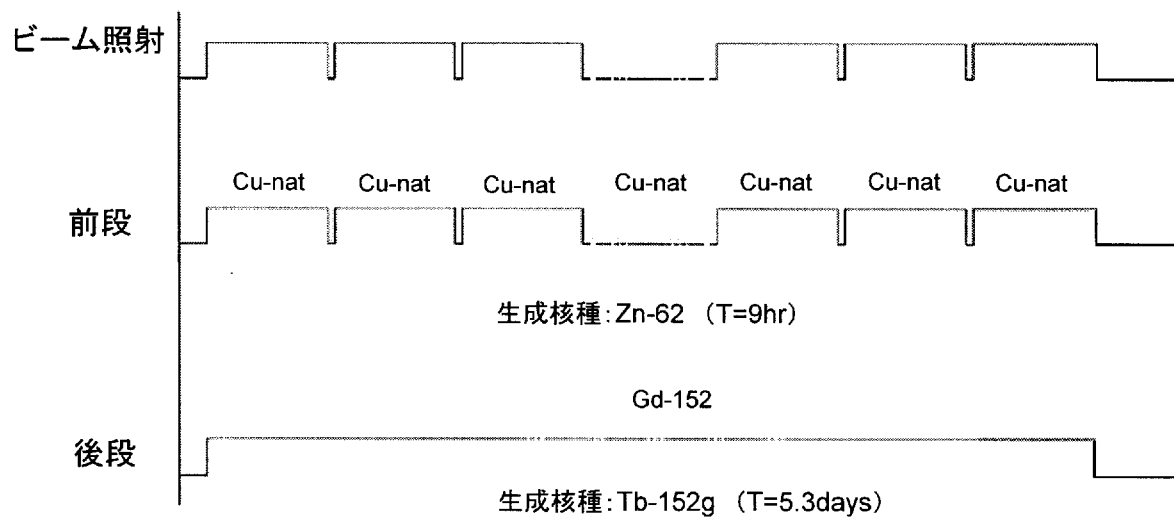 ビーム照射
Cu-nat Cu-nat Cu-nat Cu-nat Cu-nat Cu-nat Cu-nat
前段
生成核種:Zn-62 (T=9hr)
Gd-152
後段
生成核種:Tb-152g (T=5.3days)